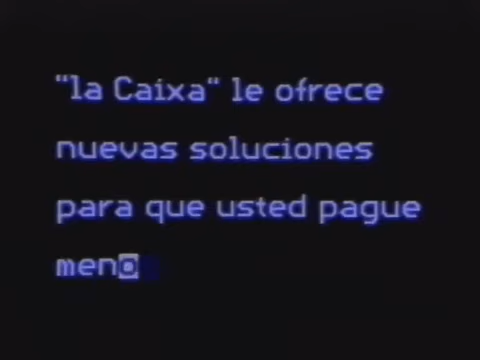 "la Caixa" le ofrece
nuevas soluciones
para que usted pague
meno